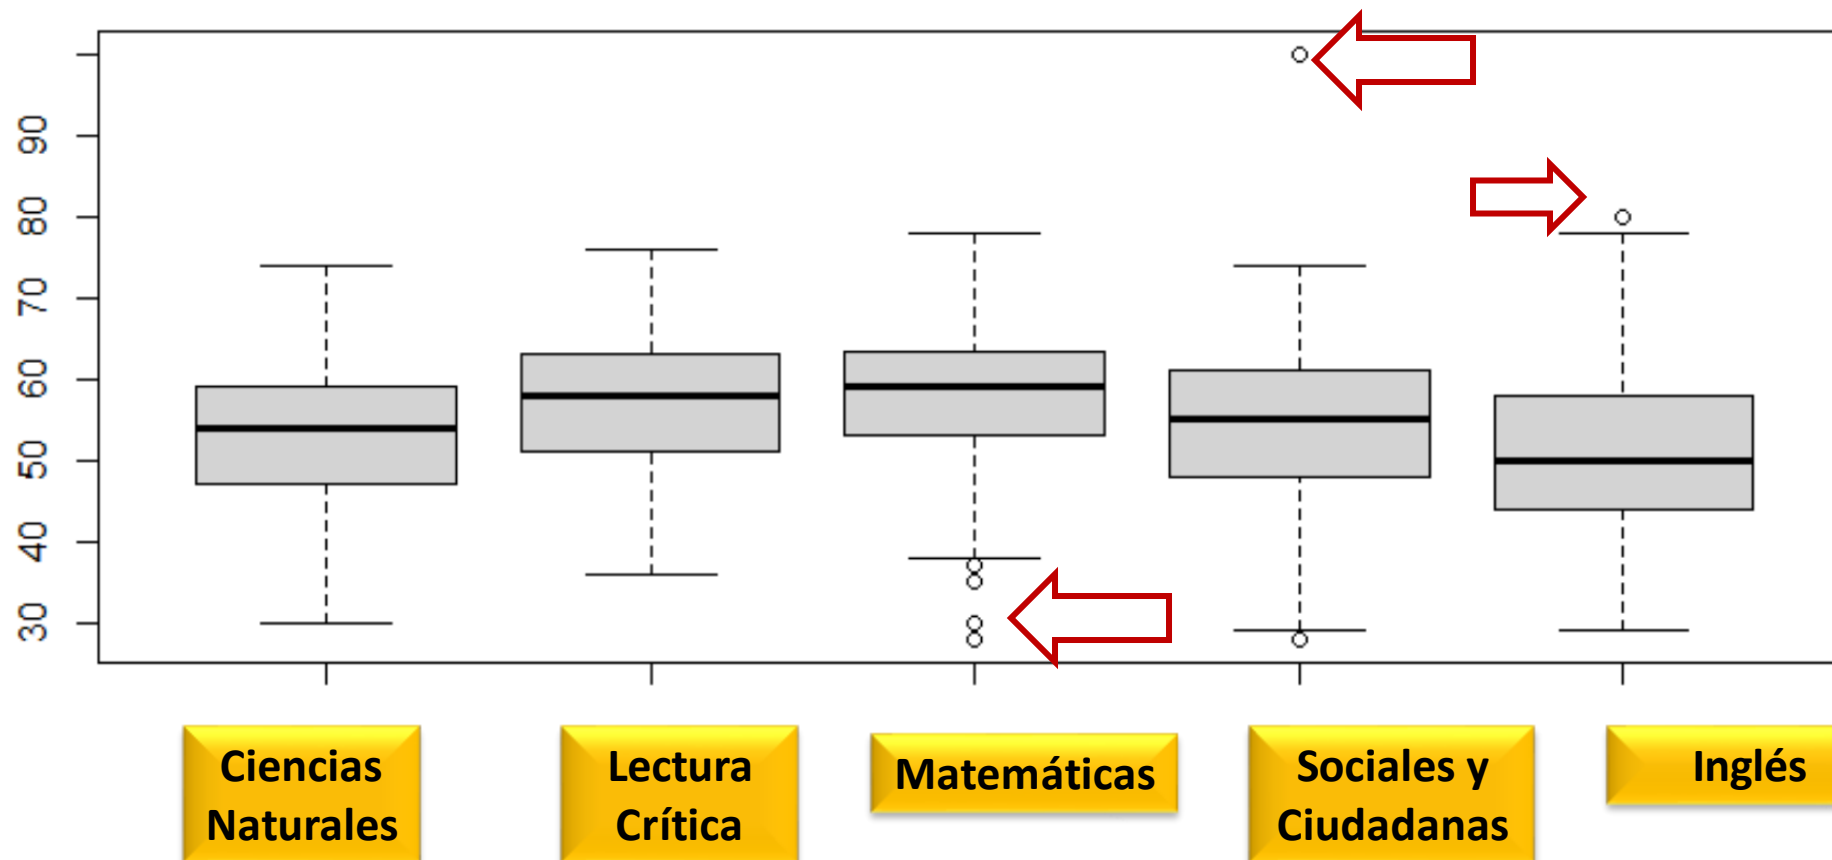 90
80
70
60
50
40
30
Ciencias
Naturales
Lectura
Crítica
Matemáticas
Sociales y
Ciudadanas
Inglés